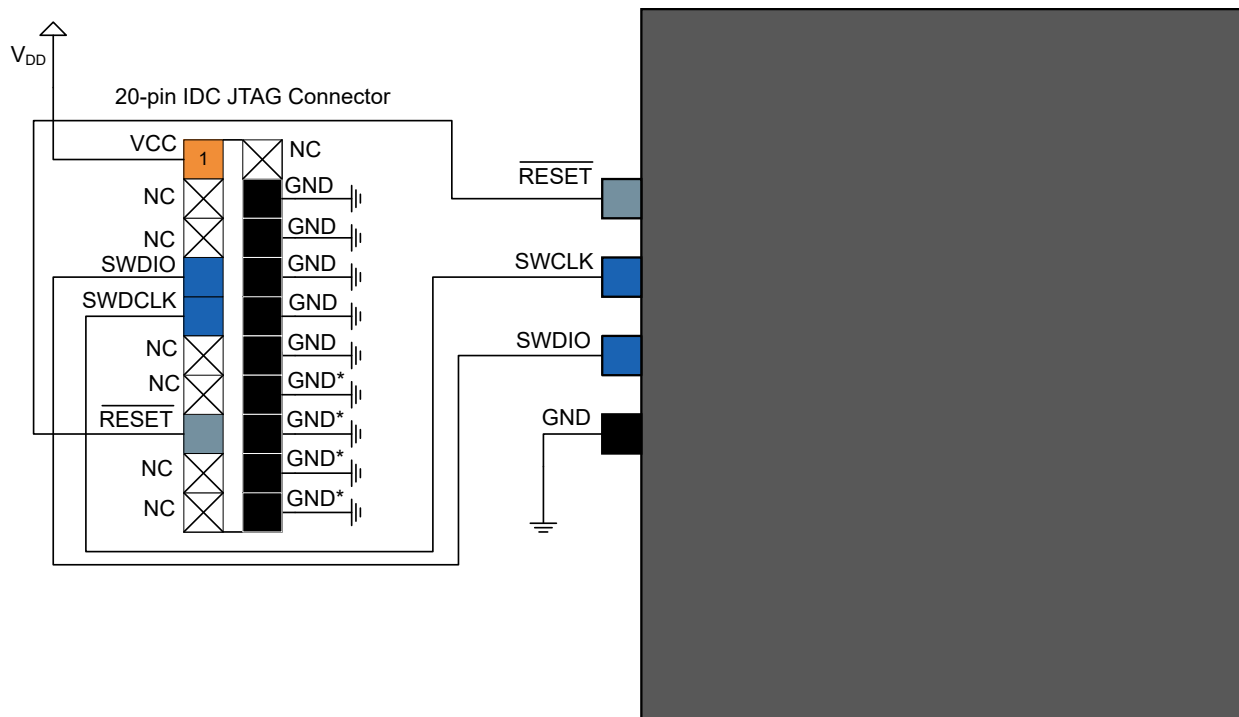 VDD
20-pin IDC JTAG Connector
VCC
1
NC
NC
GND
NC
GND
SWDIO
GND
SWDCLK
GND
NC
GND
NC
GND*
RESET
GND*
NC
GND*
NC
GND*
RESET
SWCLK
SWDIO
GND